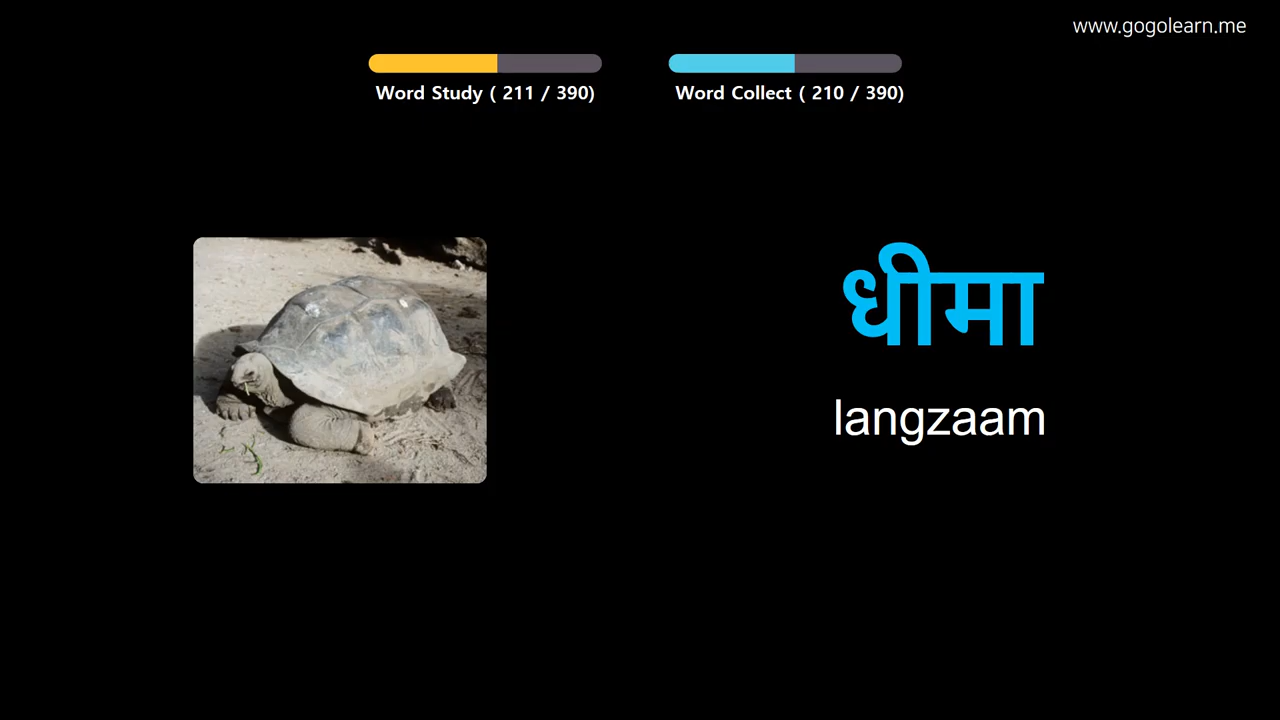 www.gogolearn.me
Word Study ( 211 / 390)
Word Collect ( 210 / 390)
धीमा
langzaam